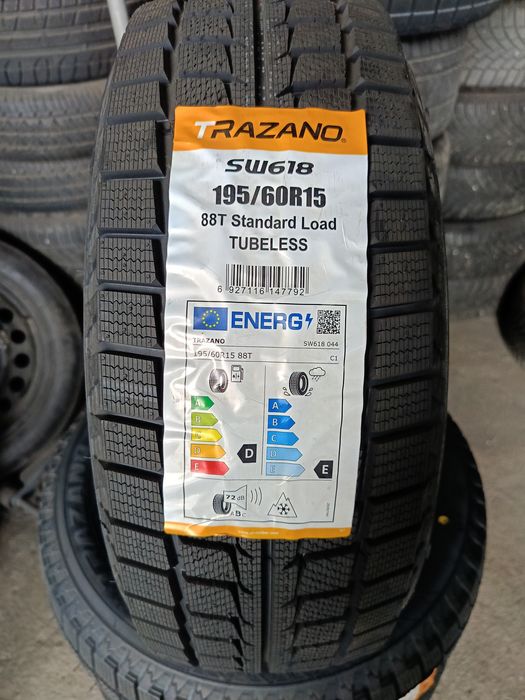 TRAZANO
SW618
195/60R15
88T Standard Load
TUBELESS
6 927116 147792
ENERG
TRAZANO SW618 044
195/60R15 88T C1
A A
B B
C C
D D D
E E E
72 dB
ABC